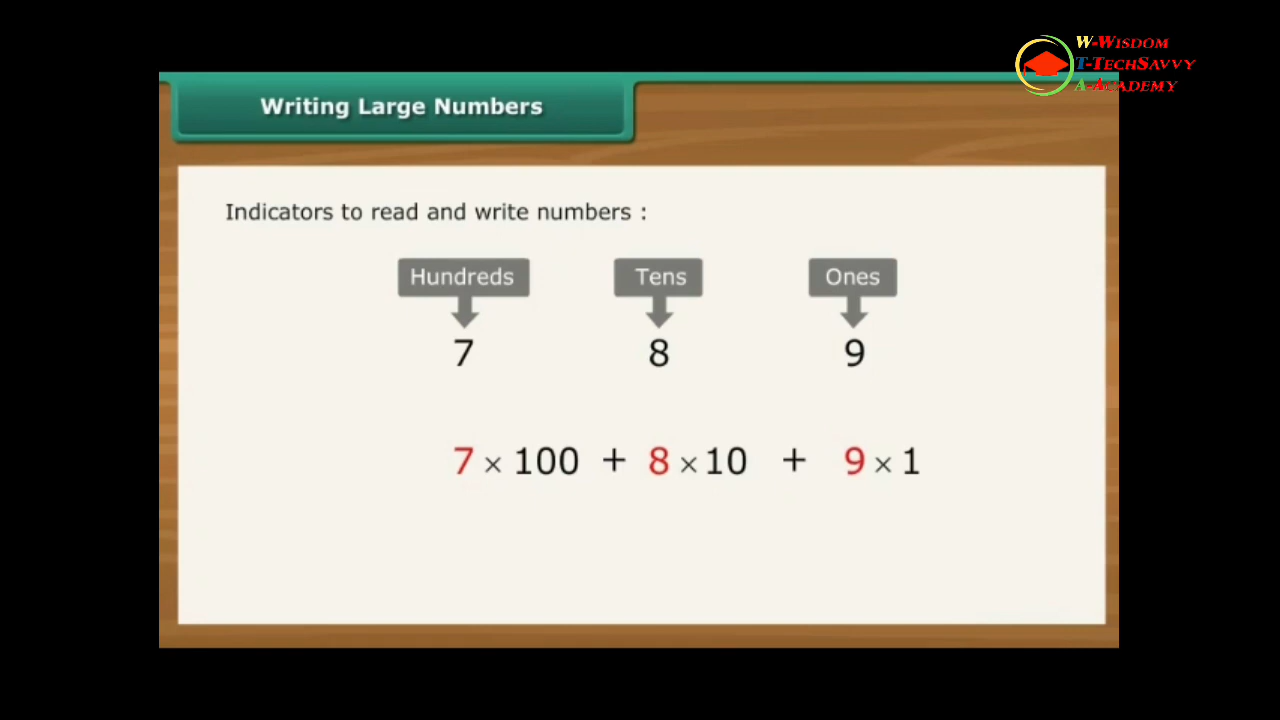 W-Wisdom
T-TechSavvy
A-Academy
Writing Large Numbers
Indicators to read and write numbers :
Hundreds Tens Ones
7 8 9
7 × 100 + 8 × 10 + 9 × 1